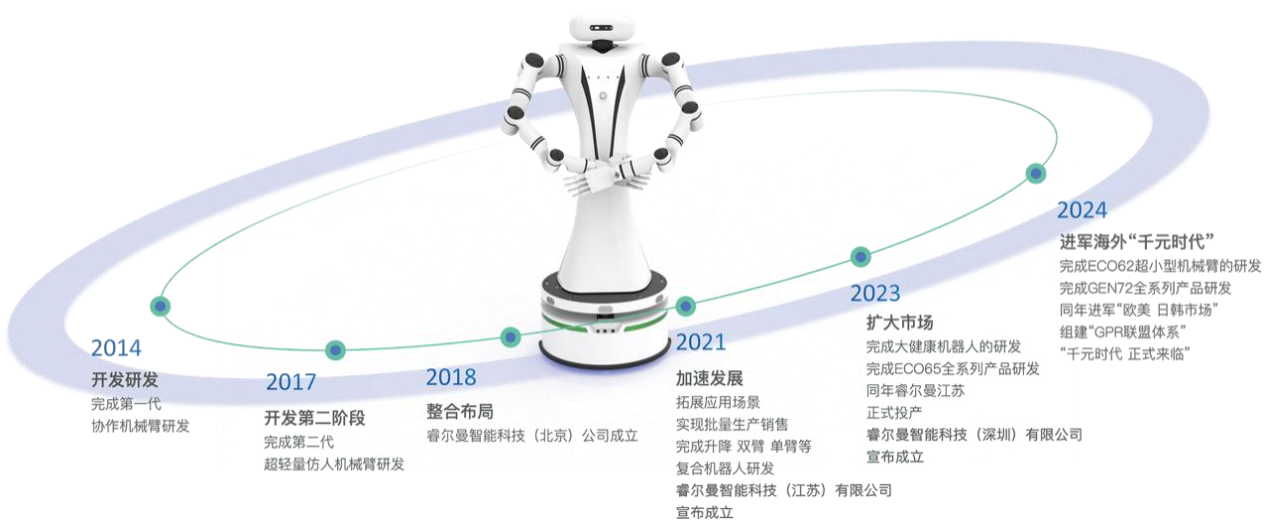 2014
开发研发
完成第一代
协作机械臂研发
2017
开发第二阶段
完成第二代
超轻量仿人机械臂研发
2018
整合布局
睿尔曼智能科技（北京）公司成立
2021
加速发展
拓展应用场景
实现批量生产销售
完成升降 双臂 单臂等
复合机器人研发
睿尔曼智能科技（江苏）有限公司
宣布成立
2023
扩大市场
完成大健康机器人的研发
完成ECO65全系列产品研发
同年睿尔曼江苏
正式投产
睿尔曼智能科技（深圳）有限公司
宣布成立
2024
进军海外“千元时代”
完成ECO62超小型机械臂的研发
完成GEN72全系列产品研发
同年进军“欧美 日韩市场”
组建“GPR联盟体系”
“千元时代 正式来临”